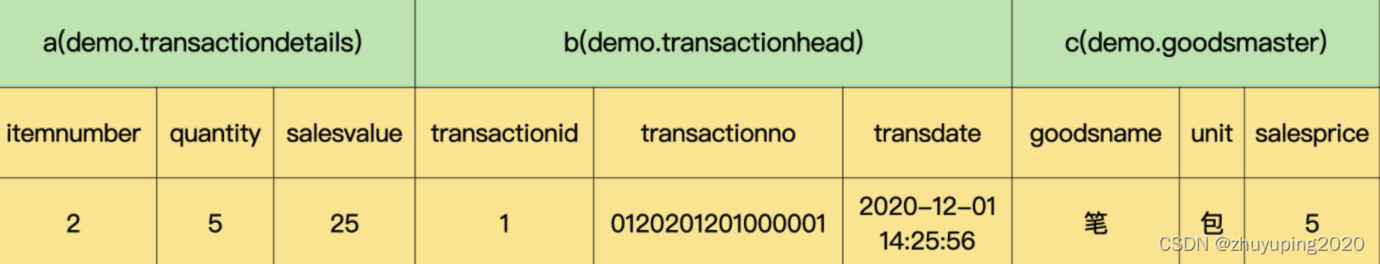 a(demo.transactiondetails) b(demo.transactionhead) c(demo.goodsmaster)
itemnumber quantity salesvalue transactionid transactionno transdate goodsname unit salesprice
2 5 25 1 0120201201000001 2020-12-01 14:25:56 笔 包 5
CSDN @zhuyuping2020